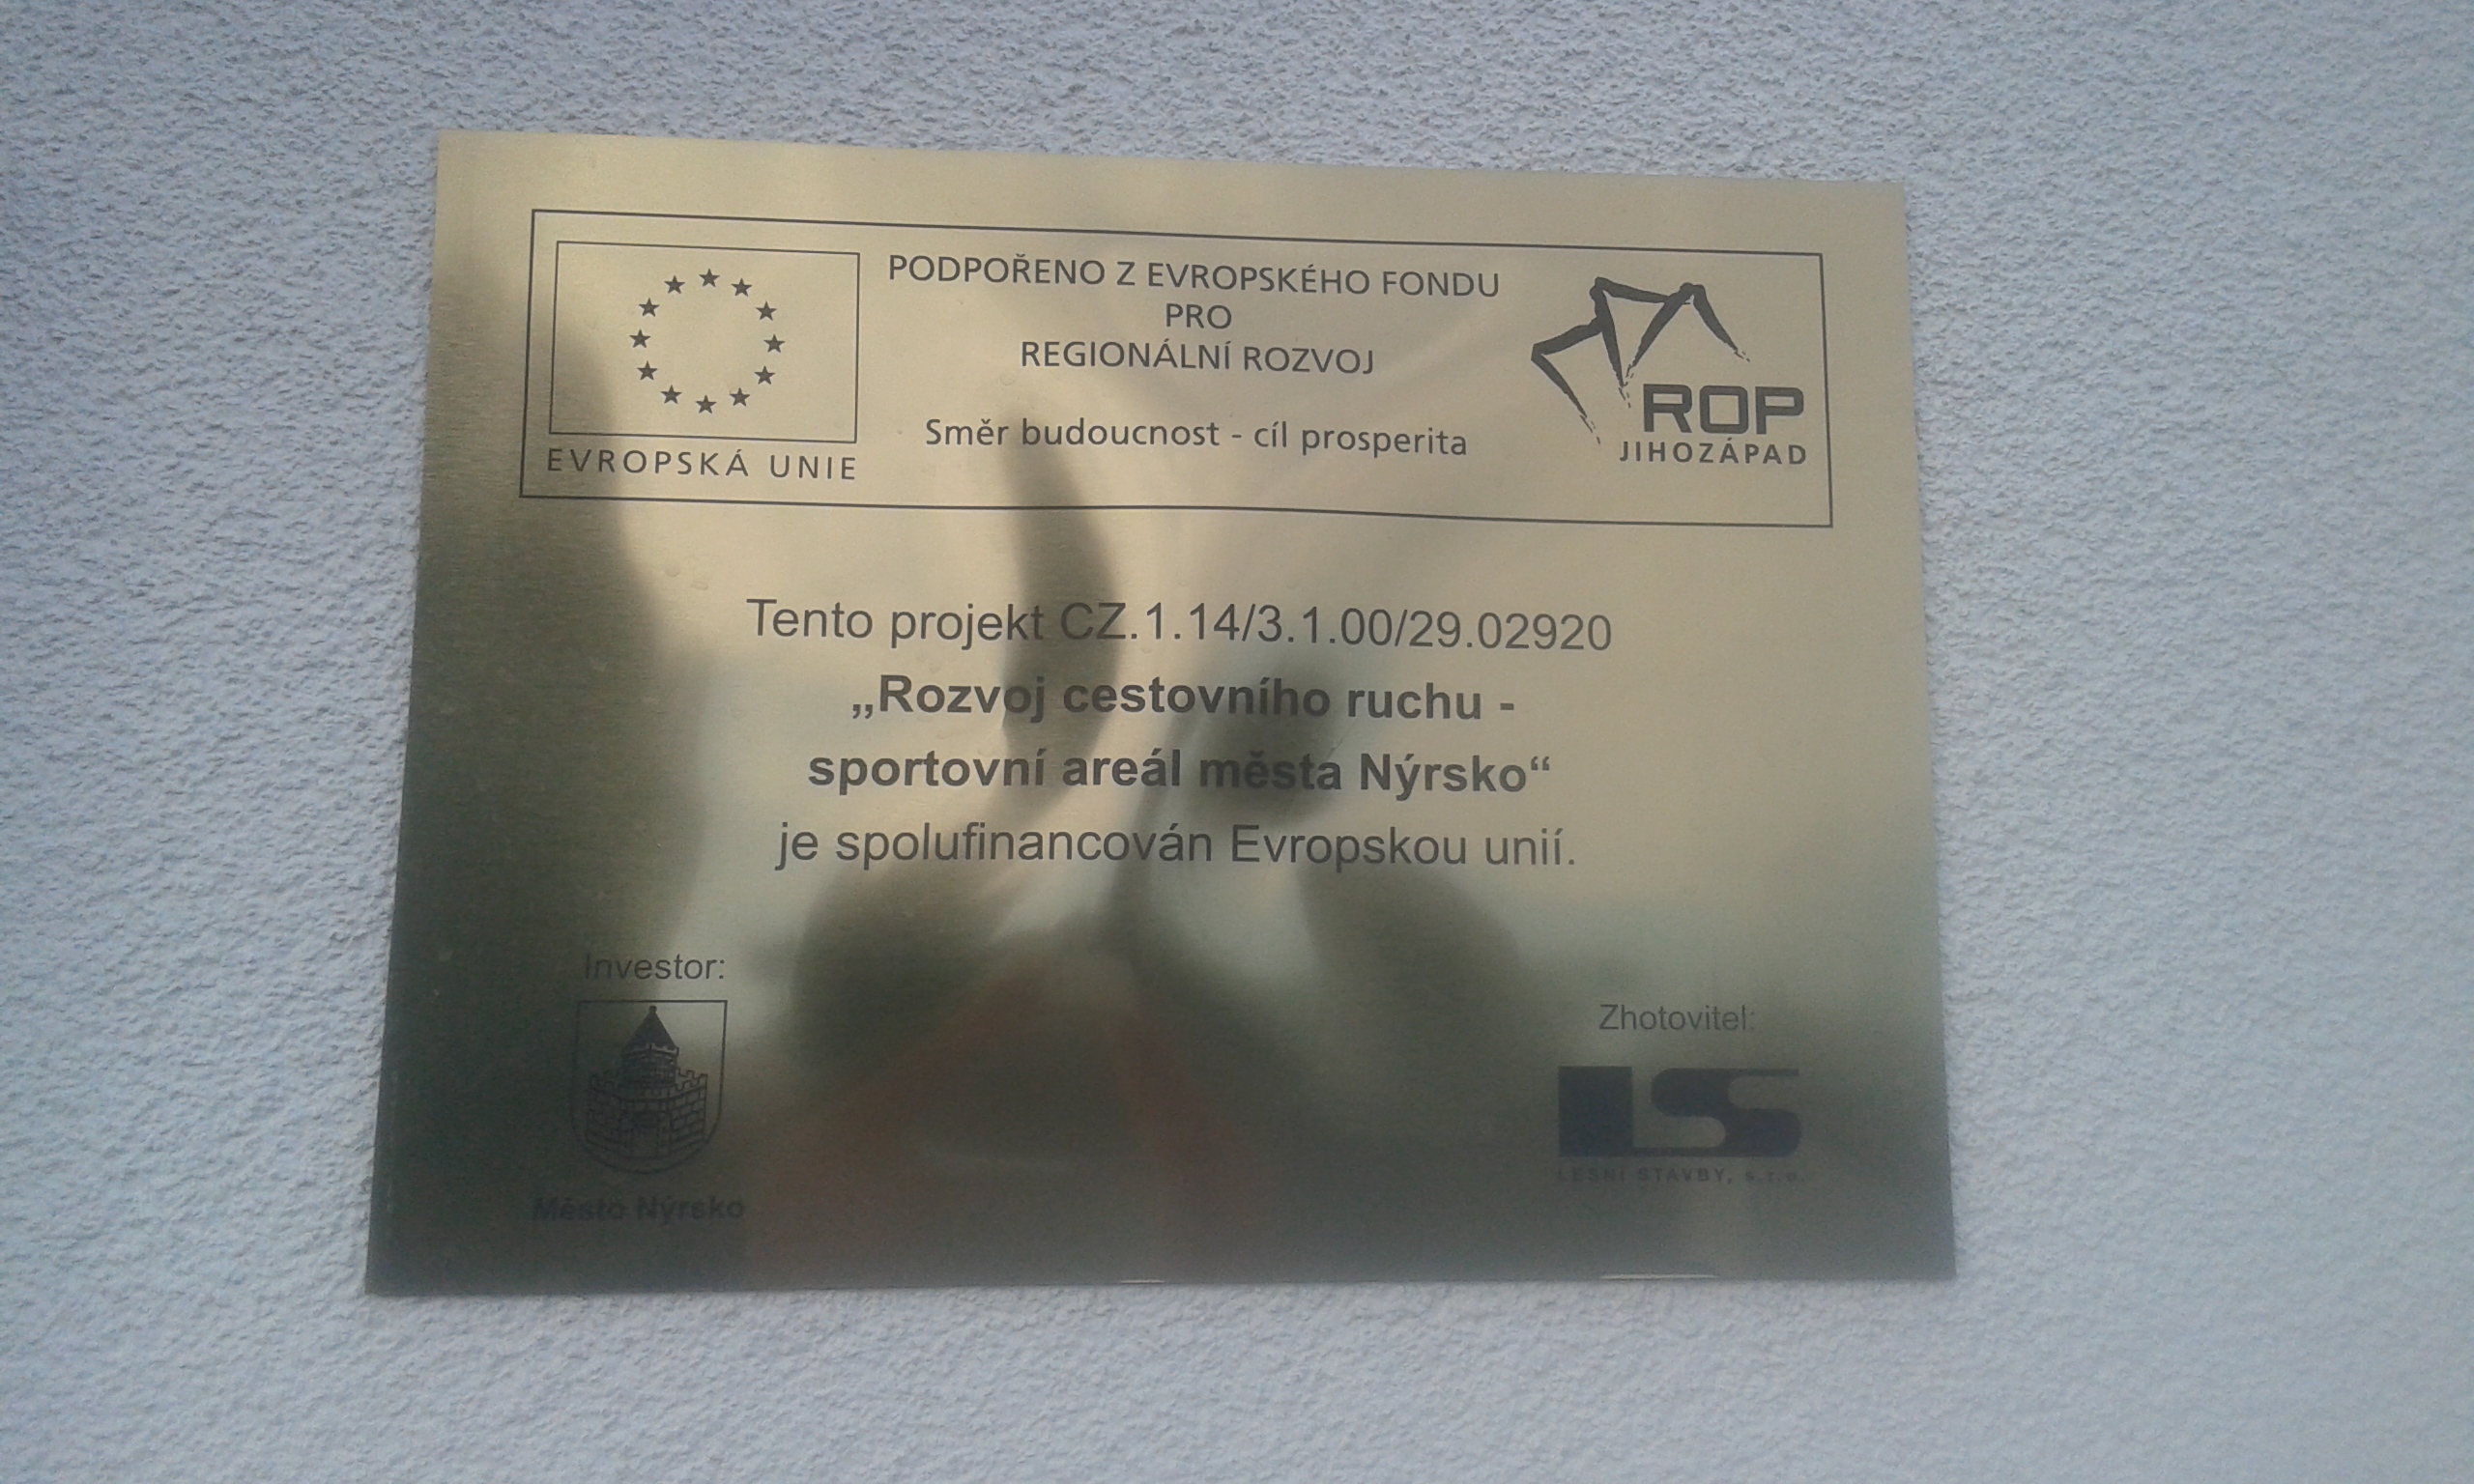 PODPOŘENO Z EVROPSKÉHO FONDU
PRO
REGIONÁLNÍ ROZVOJ
Směr budoucnost - cíl prosperita
EVROPSKÁ UNIE
ROP
JIHOZÁPAD
Tento projekt CZ.1.14/3.1.00/29.02920
„Rozvoj cestovního ruchu -
sportovní areál města Nýrsko“
je spolufinancován Evropskou unií.
Investor:
Město Nýrsko
Zhotovitel:
LS
LESNÍ STAVBY, s.r.o.